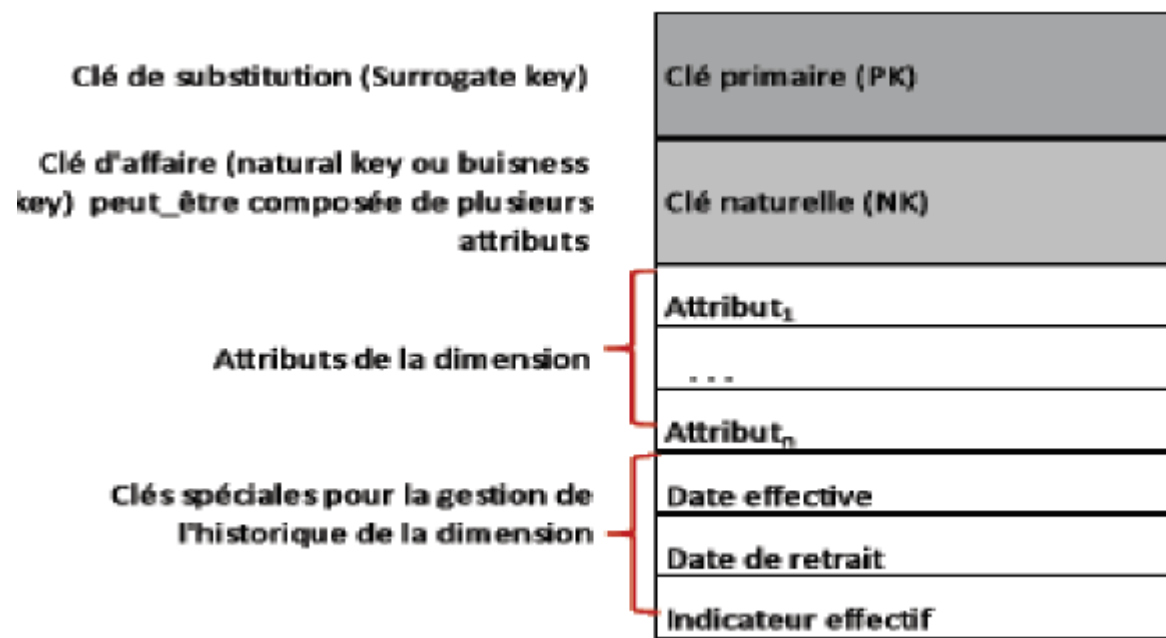 Clé de substitution (Surrogate key)
Clé primaire (PK)
Clé d'affaire (natural key ou buisness
key) peut_être composée de plusieurs
attributs
Clé naturelle (NK)
Attributs de la dimension
Attribut₁
...
Attributₙ
Clés spéciales pour la gestion de
l'historique de la dimension
Date effective
Date de retrait
Indicateur effectif